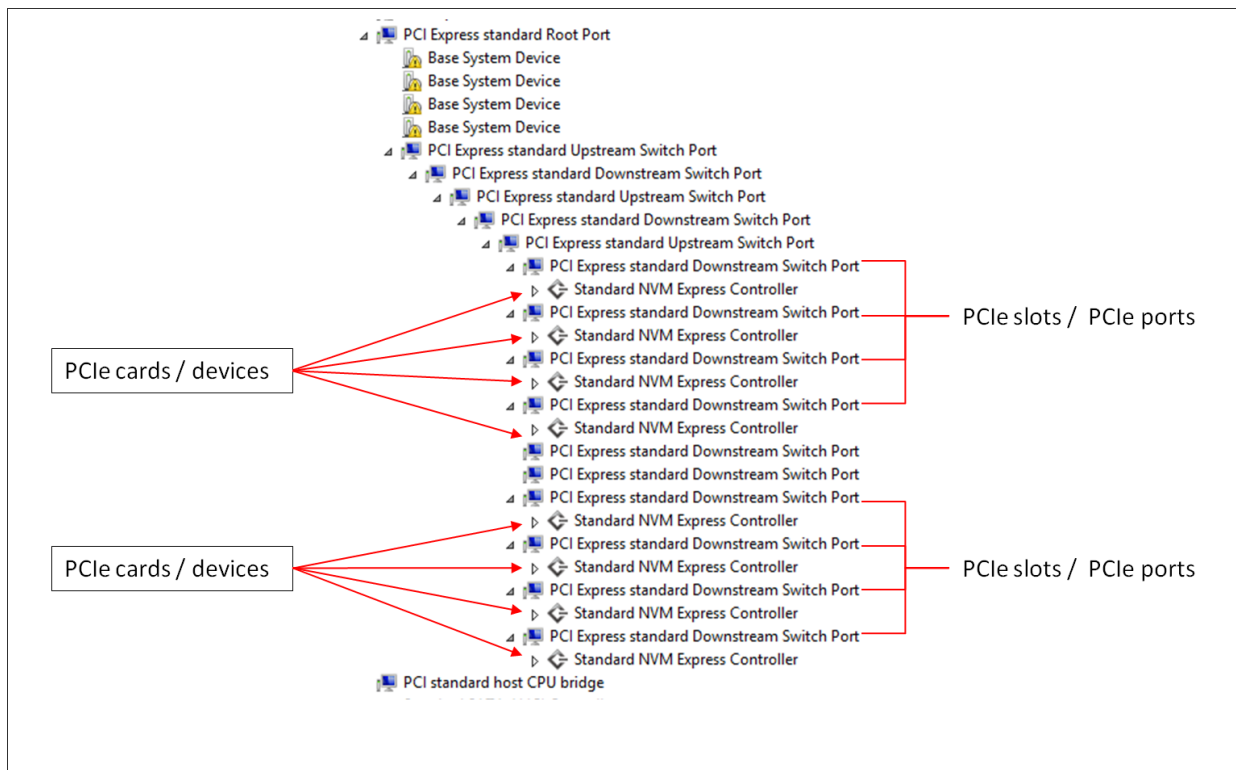 PCI Express standard Root Port
Base System Device
Base System Device
Base System Device
Base System Device
PCI Express standard Upstream Switch Port
PCI Express standard Downstream Switch Port
PCI Express standard Upstream Switch Port
PCI Express standard Downstream Switch Port
PCI Express standard Upstream Switch Port
PCI Express standard Downstream Switch Port
Standard NVM Express Controller
PCI Express standard Downstream Switch Port
PCIe slots / PCIe ports
Standard NVM Express Controller
PCI Express standard Downstream Switch Port
PCIe cards / devices
Standard NVM Express Controller
PCI Express standard Downstream Switch Port
Standard NVM Express Controller
PCI Express standard Downstream Switch Port
PCI Express standard Downstream Switch Port
PCI Express standard Downstream Switch Port
Standard NVM Express Controller
PCI Express standard Downstream Switch Port
PCIe cards / devices
Standard NVM Express Controller
PCIe slots / PCIe ports
PCI Express standard Downstream Switch Port
Standard NVM Express Controller
PCI Express standard Downstream Switch Port
Standard NVM Express Controller
PCI standard host CPU bridge